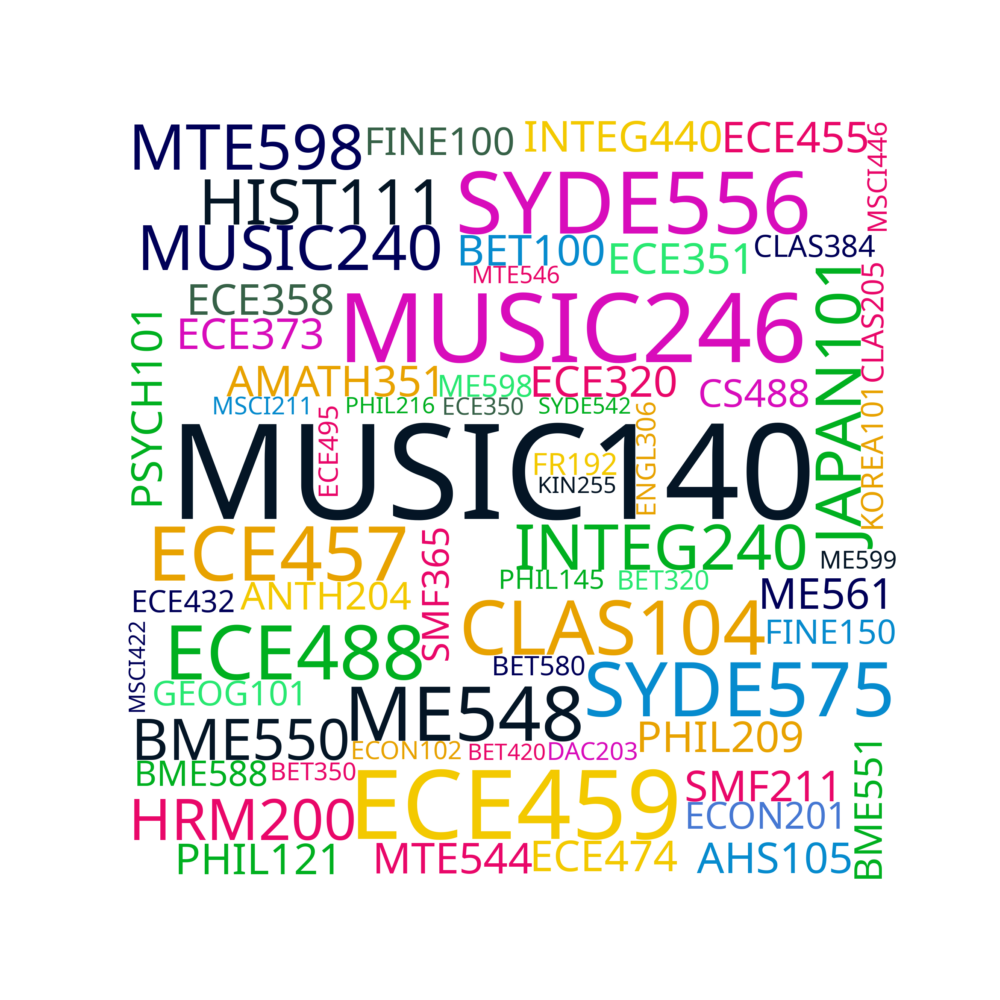 MTE598
FINE100
INTEG440
ECE455
MSCI446
HIST111
SYDE556
MUSIC240
BET100
ECE351
CLAS384
MTE546
ECE358
MUSIC246
JAPAN101
CLAS205
ECE373
PSYCH101
AMATH351
ME598
ECE320
CS488
MSCI211
PHIL216
ECE350
SYDE542
KOREA101
ECE495
ENGL306
MUSIC140
FR192
KIN255
ECE457
SMF365
INTEG240
ME599
PHIL145
BET320
ECE432
ANTH204
CLAS104
ME561
MSCI422
ECE488
FINE150
BET580
SYDE575
GEOG101
ME548
BME550
ECON102
BET420
DAC203
PHIL209
BME551
BME588
BET350
ECE459
SMF211
HRM200
ECON201
PHIL121
MTE544
ECE474
AHS105